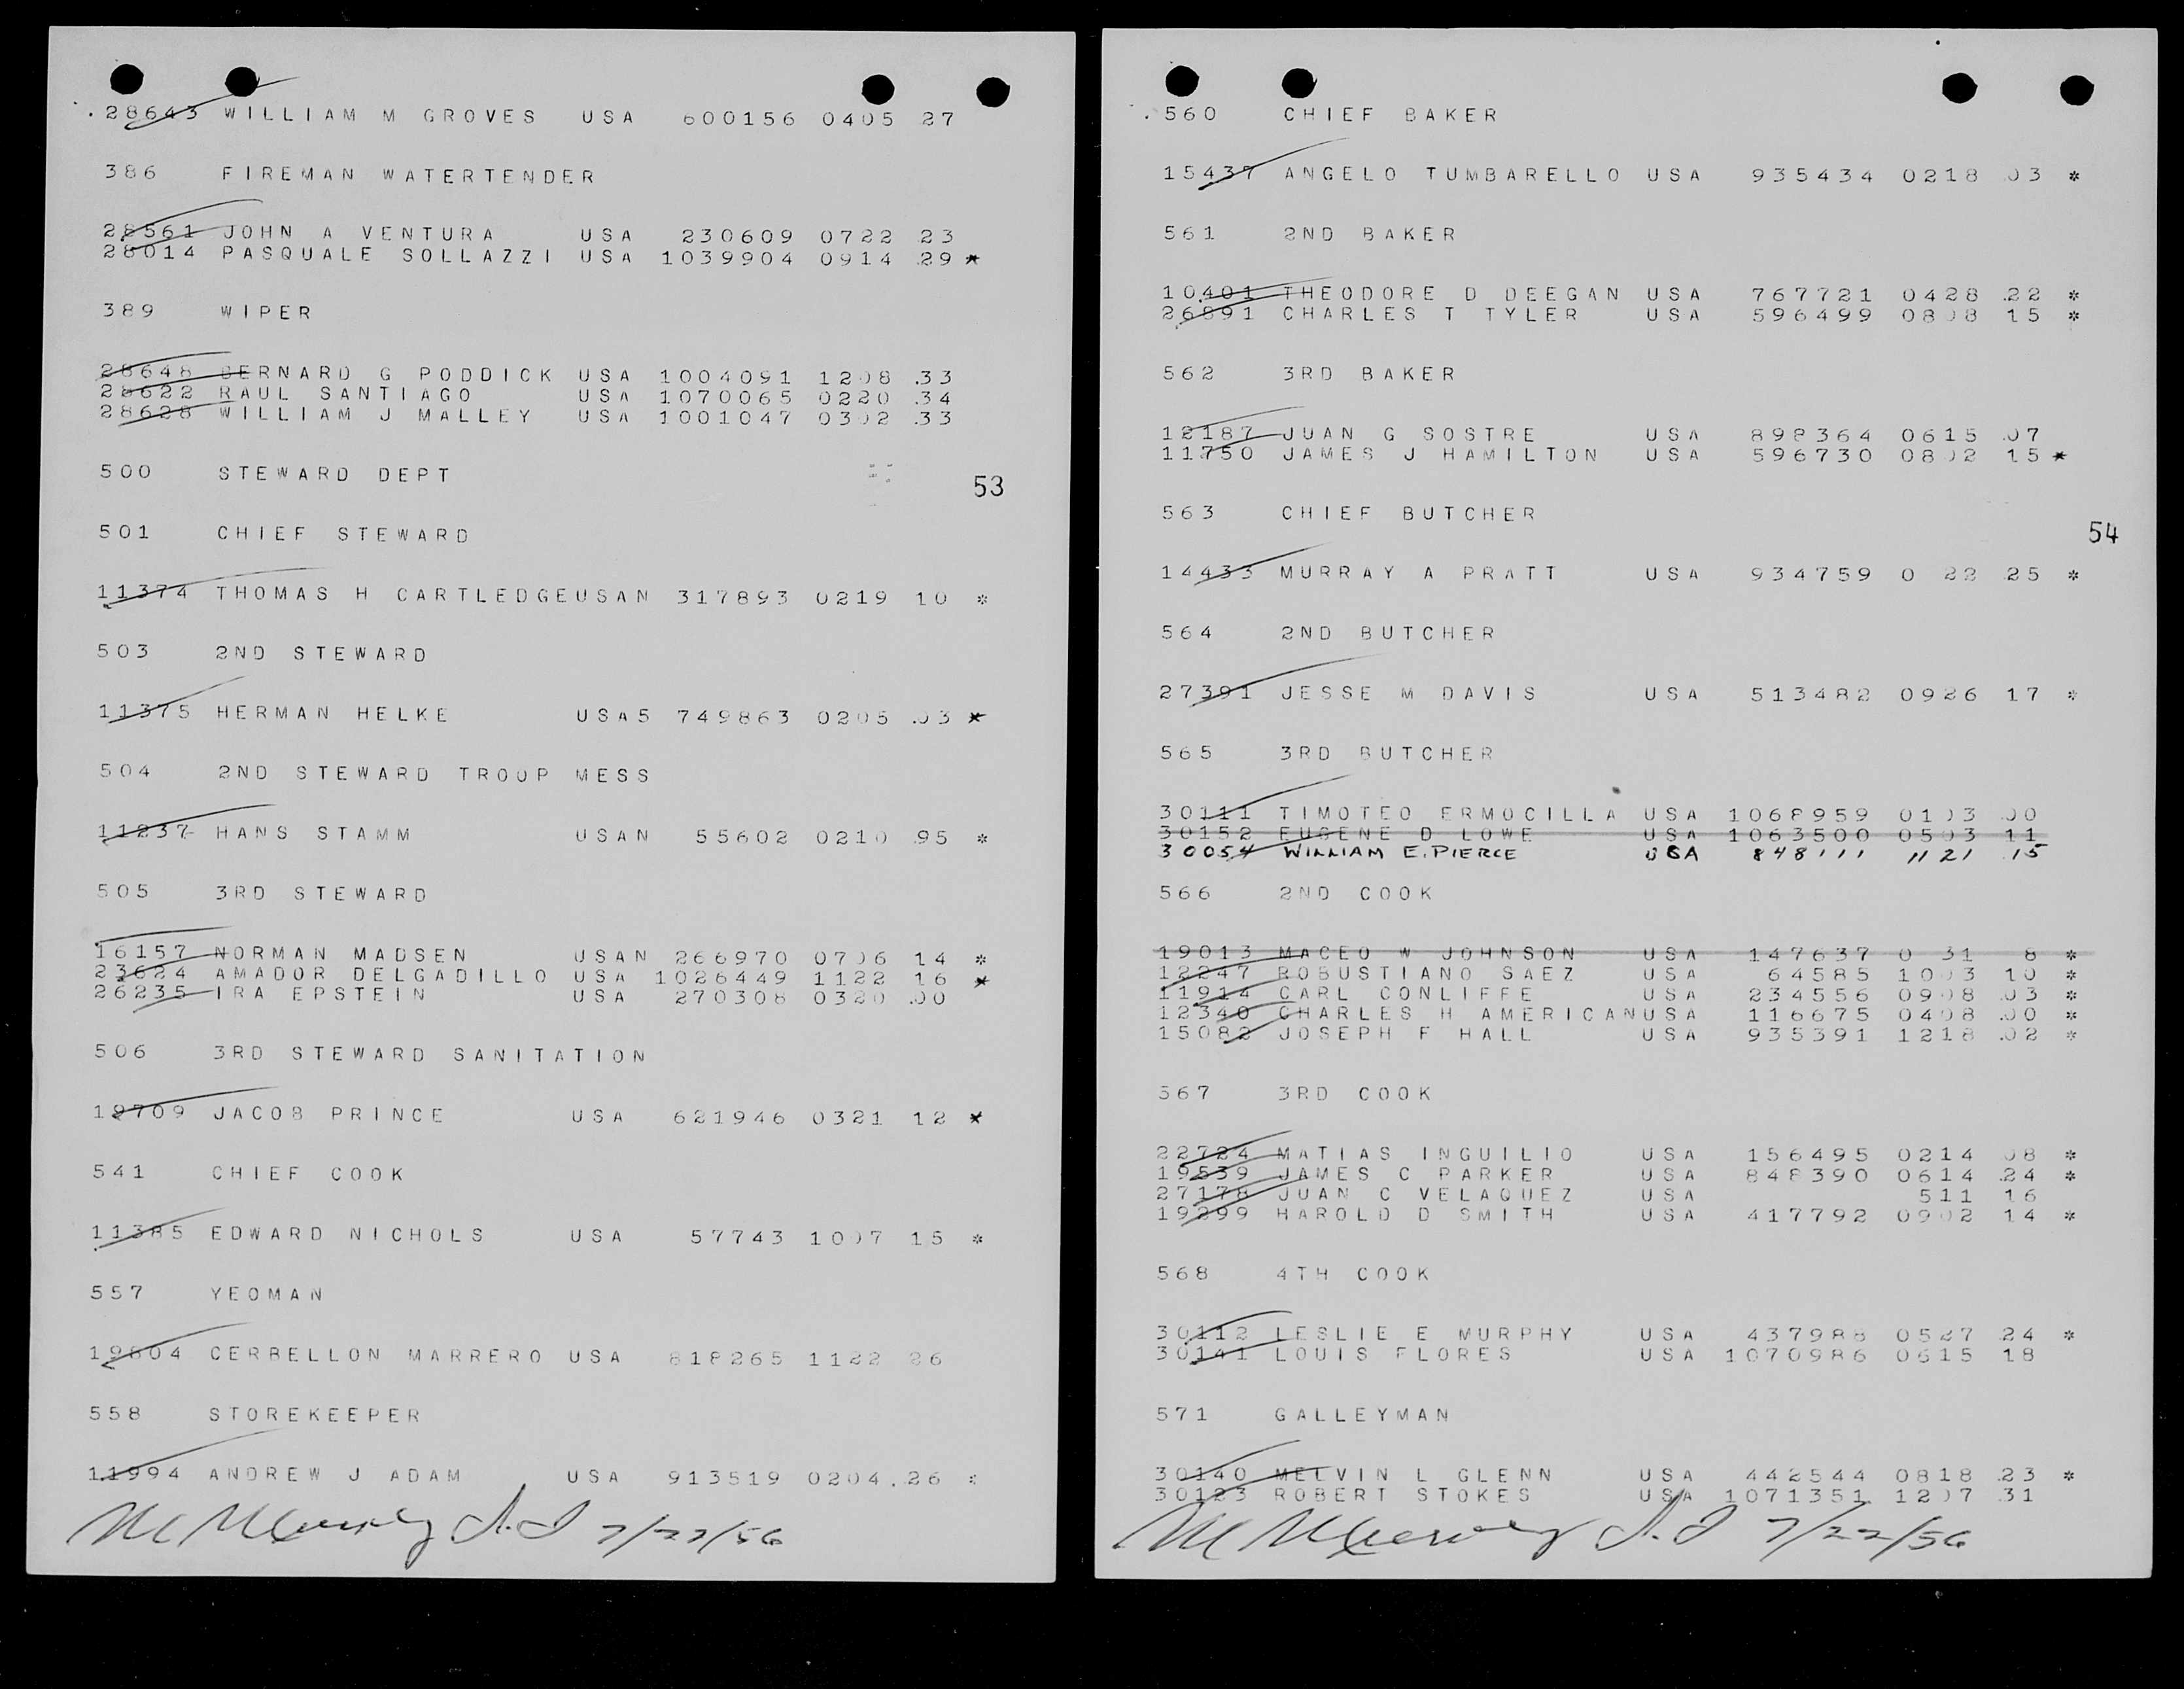 28643 WILLIAM M GROVES USA 600156 0405 27
386 FIREMAN WATERTENDER
28561 JOHN A VENTURA USA 230609 0722 23
28014 PASQUALE SOLLAZZI USA 1039904 0914 29 *
389 WIPER
28648 BERNARD G PODDICK USA 1004091 1208 33
28622 RAUL SANTIAGO USA 1070065 0220 34
28628 WILLIAM J MALLEY USA 1001047 0302 33
500 STEWARD DEPT
53
501 CHIEF STEWARD
11374 THOMAS H CARTLEDGEUSAN 317893 0219 10 *
503 2ND STEWARD
11375 HERMAN HELKE USA5 749863 0205 03 *
504 2ND STEWARD TROOP MESS
11237 HANS STAMM USAN 55602 0210 95 *
505 3RD STEWARD
16157 NORMAN MADSEN USAN 266970 0706 14 *
23624 AMADOR DELGADILLO USA 1026449 1122 16 *
26235 IRA EPSTEIN USA 270308 0320 00
506 3RD STEWARD SANITATION
12709 JACOB PRINCE USA 621946 0321 12 *
541 CHIEF COOK
11385 EDWARD NICHOLS USA 57743 1007 15 *
557 YEOMAN
19604 CERBELLON MARRERO USA 818265 1122 26
558 STOREKEEPER
11994 ANDREW J ADAM USA 913519 0204 26 *
7/22/56
560 CHIEF BAKER
15437 ANGELO TUMBARELLO USA 935434 0218 03 *
561 2ND BAKER
10401 THEODORE D DEEGAN USA 767721 0428 22 *
26891 CHARLES T TYLER USA 596499 0808 15 *
562 3RD BAKER
12187 JUAN G SOSTRE USA 898364 0615 07
11750 JAMES J HAMILTON USA 596730 0802 15 *
563 CHIEF BUTCHER
54
14433 MURRAY A PRATT USA 934759 0 22 25 *
564 2ND BUTCHER
27391 JESSE M DAVIS USA 513482 0926 17 *
565 3RD BUTCHER
30111 TIMOTEO ERMOCILLA USA 1068959 0103 00
30152 EUGENE D LOWE USA 1063500 0503 11
30054 WILLIAM E. PIERCE USA 848111 1121 15
566 2ND COOK
19013 MACEO W JOHNSON USA 147637 0 31 8 *
12247 ROBUSTIANO SAEZ USA 64585 1003 10 *
11914 CARL CONLIFFE USA 234556 0908 03 *
12340 CHARLES H AMERICANUSA 116675 0408 00 *
15082 JOSEPH F HALL USA 935391 1218 02 *
567 3RD COOK
22724 MATIAS INGUILIO USA 156495 0214 08 *
19539 JAMES C PARKER USA 848390 0614 24 *
27178 JUAN C VELAQUEZ USA 511 16
19299 HAROLD D SMITH USA 417792 0902 14 *
568 4TH COOK
30112 LESLIE E MURPHY USA 437988 0527 24 *
30141 LOUIS FLORES USA 1070986 0615 18
571 GALLEYMAN
30140 MELVIN L GLENN USA 442544 0818 23 *
30123 ROBERT STOKES USA 1071351 1207 31
7/22/56